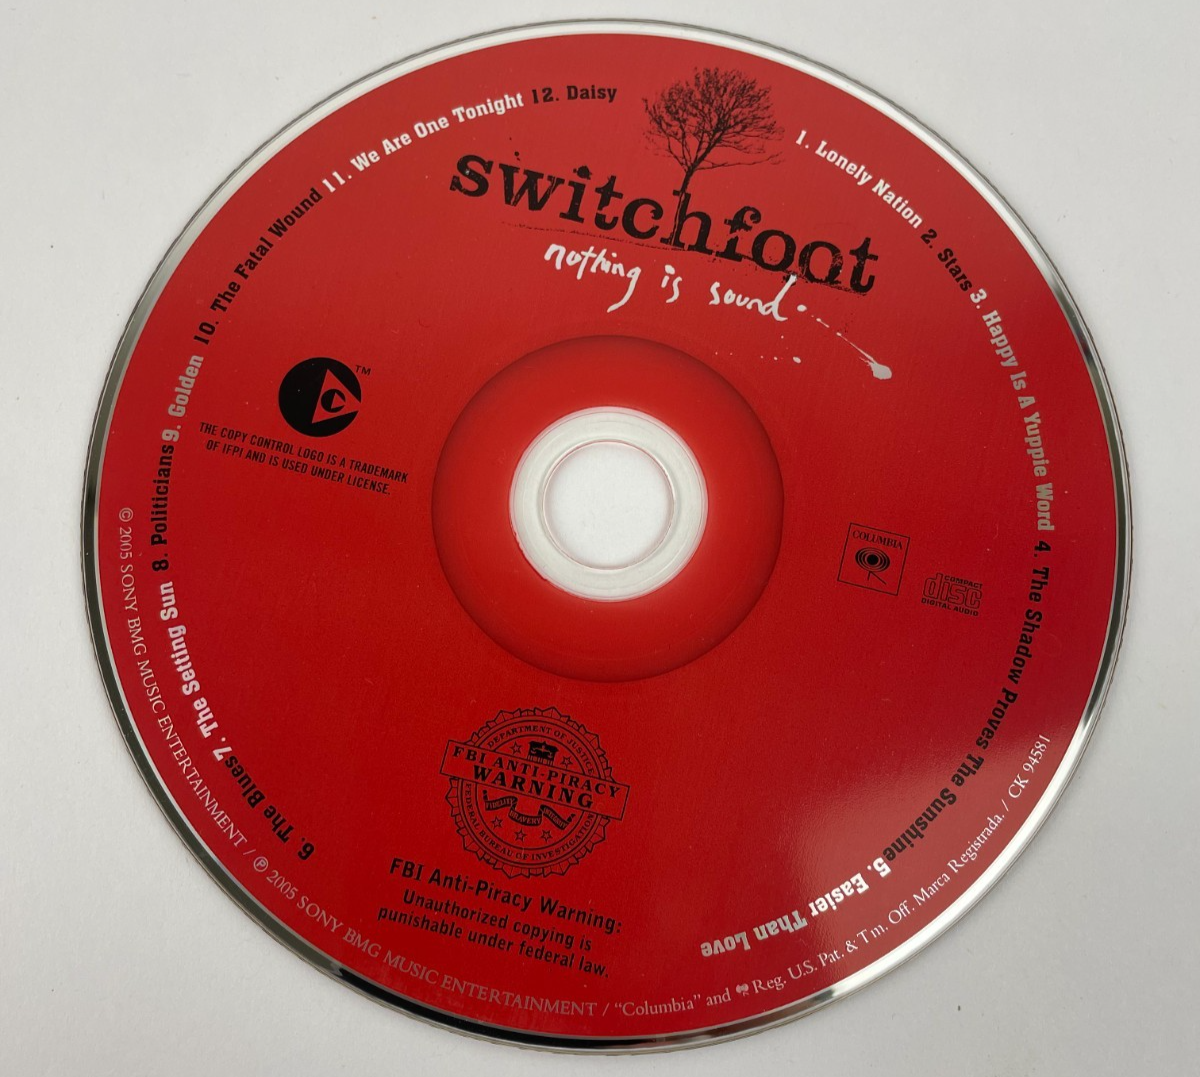 switchfoot
nothing is sound
1. Lonely Nation 2. Stars 3. Happy Is A Yuppie Word 4. The Shadow Proves The Sunshine 5. Easier Than Love
6. The Blues 7. The Setting Sun 8. Politicians 9. Golden 10. The Fatal Wound 11. We Are One Tonight 12. Daisy
C
TM
THE COPY CONTROL LOGO IS A TRADEMARK
OF IFPI AND IS USED UNDER LICENSE.
COLUMBIA
COMPACT
disc
DIGITAL AUDIO
DEPARTMENT OF JUSTICE
FBI ANTI-PIRACY
WARNING
FIDELITY BRAVERY INTEGRITY
FEDERAL BUREAU OF INVESTIGATION
FBI Anti-Piracy Warning:
Unauthorized copying is
punishable under federal law.
© 2005 SONY BMG MUSIC ENTERTAINMENT / ℗ 2005 SONY BMG MUSIC ENTERTAINMENT / "Columbia" and Reg. U.S. Pat. & Tm. Off. Marca Registrada. / CK 94581